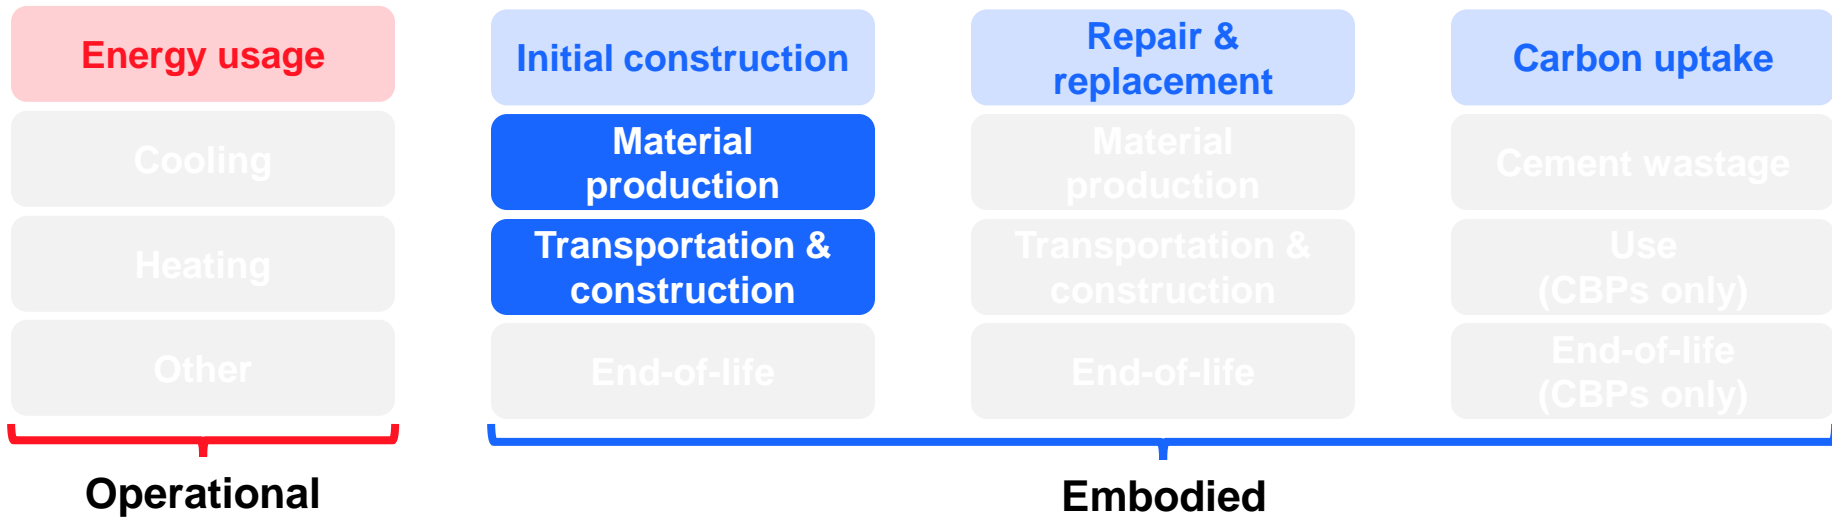 Energy usage
Cooling
Heating
Other
Operational
Initial construction
Material
production
Transportation &
construction
End-of-life
Repair &
replacement
Material
production
Transportation &
construction
End-of-life
Carbon uptake
Cement wastage
Use
(CBPs only)
End-of-life
(CBPs only)
Embodied